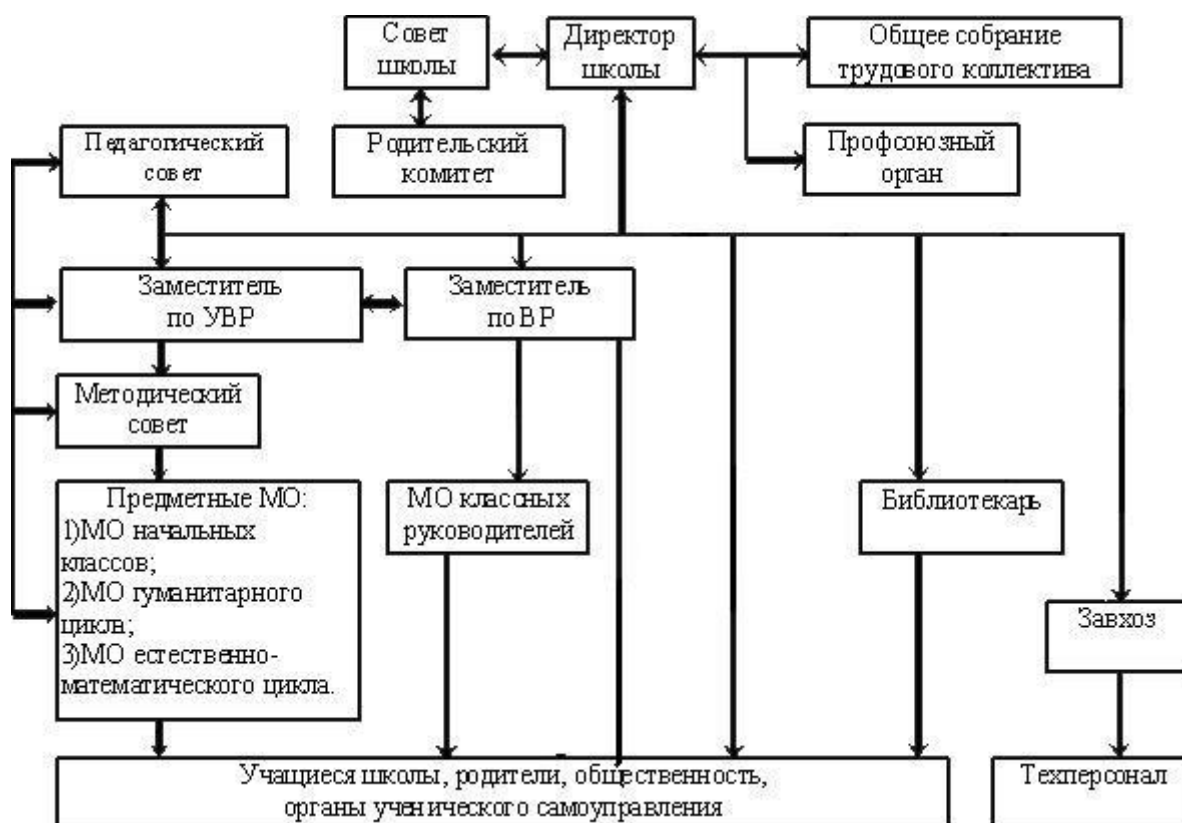 Совет
школы
Директор
школы
Общее собрание
трудового коллектива
Педагогический
совет
Родительский
комитет
Профсоюзный
орган
Заместитель
по УВР
Заместитель
по ВР
Методический
совет
Предметные МО:
1)МО начальных
классов;
2)МО гуманитарного
цикла;
3)МО естественно-
математического цикла.
МО классных
руководителей
Библиотекарь
Завхоз
Учащиеся школы, родители, общественность,
органы ученического самоуправления
Техперсонал